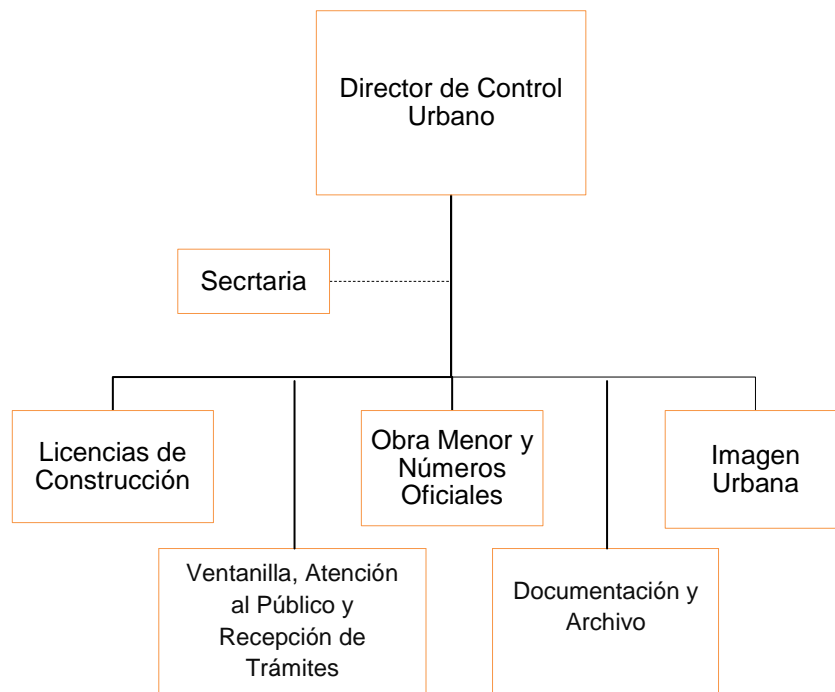 Director de Control
Urbano
Secrtaria
Licencias de
Construcción
Obra Menor y
Números
Oficiales
Imagen
Urbana
Ventanilla, Atención
al Público y
Recepción de
Trámites
Documentación y
Archivo